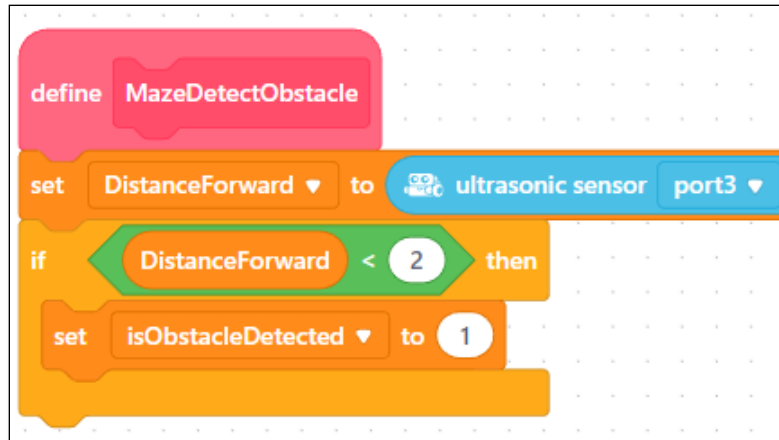 define MazeDetectObstacle
set DistanceForward to ultrasonic sensor port3
if DistanceForward < 2 then
set isObstacleDetected to 1